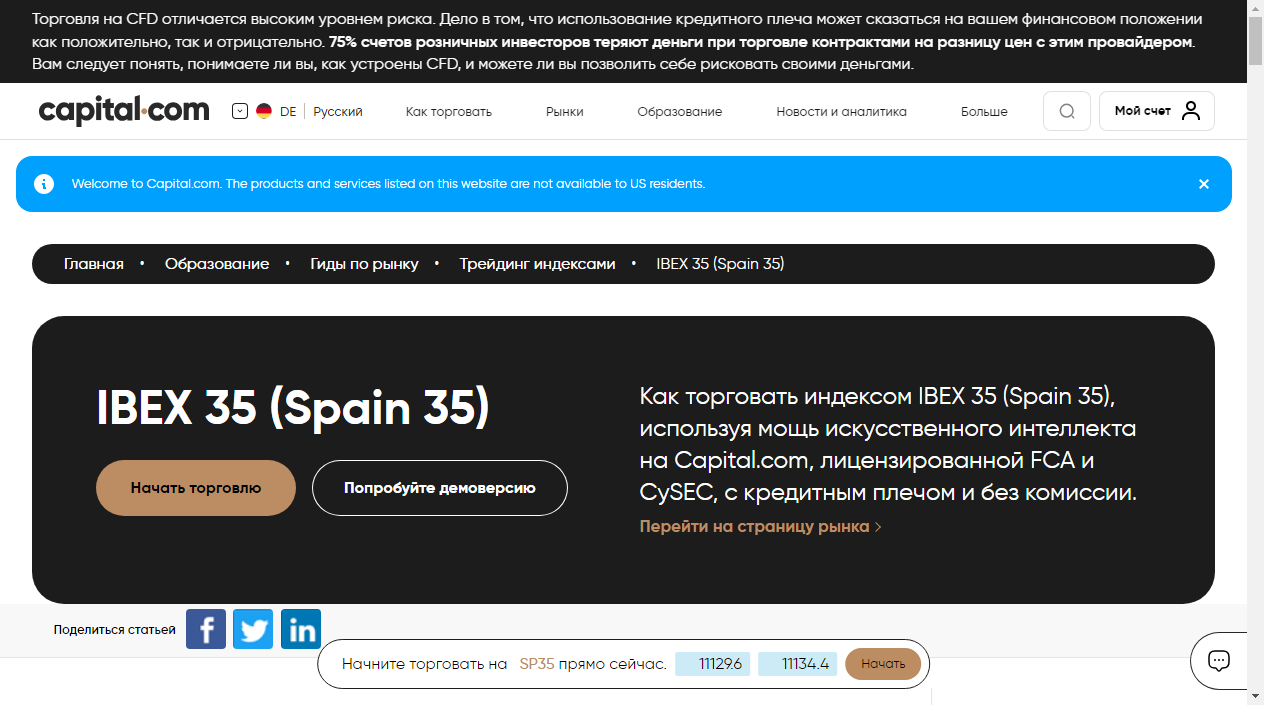 Торговля на CFD отличается высоким уровнем риска. Дело в том, что использование кредитного плеча может сказаться на вашем финансовом положении
как положительно, так и отрицательно. 75% счетов розничных инвесторов теряют деньги при торговле контрактами на разницу цен с этим провайдером.
Вам следует понять, понимаете ли вы, как устроены CFD, и можете ли вы позволить себе рисковать своими деньгами.
capital.com DE Русский Как торговать Рынки Образование Новости и аналитика Больше Мой счет
Welcome to Capital.com. The products and services listed on this website are not available to US residents.
Главная • Образование • Гиды по рынку • Трейдинг индексами • IBEX 35 (Spain 35)
IBEX 35 (Spain 35)
Начать торговлю Попробуйте демоверсию
Как торговать индексом IBEX 35 (Spain 35),
используя мощь искусственного интеллекта
на Capital.com, лицензированной FCA и
CySEC, с кредитным плечом и без комиссии.
Перейти на страницу рынка
Поделиться статьей
Начните торговать на SP35 прямо сейчас. 11129.6 11134.4 Начать